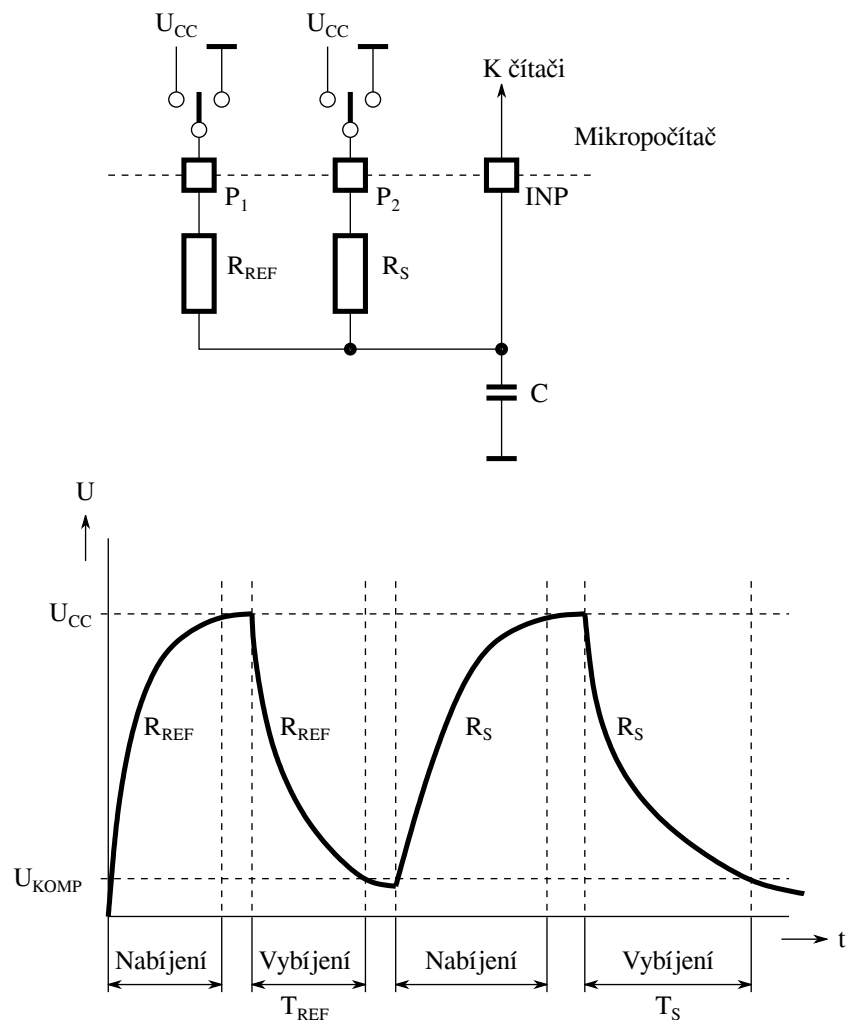 U_CC U_CC
K čítači
Mikropočítač
P_1 P_2 INP
R_REF R_S
C
U
U_CC
R_REF R_REF R_S R_S
U_KOMP
t
Nabíjení Vybíjení Nabíjení Vybíjení
T_REF T_S